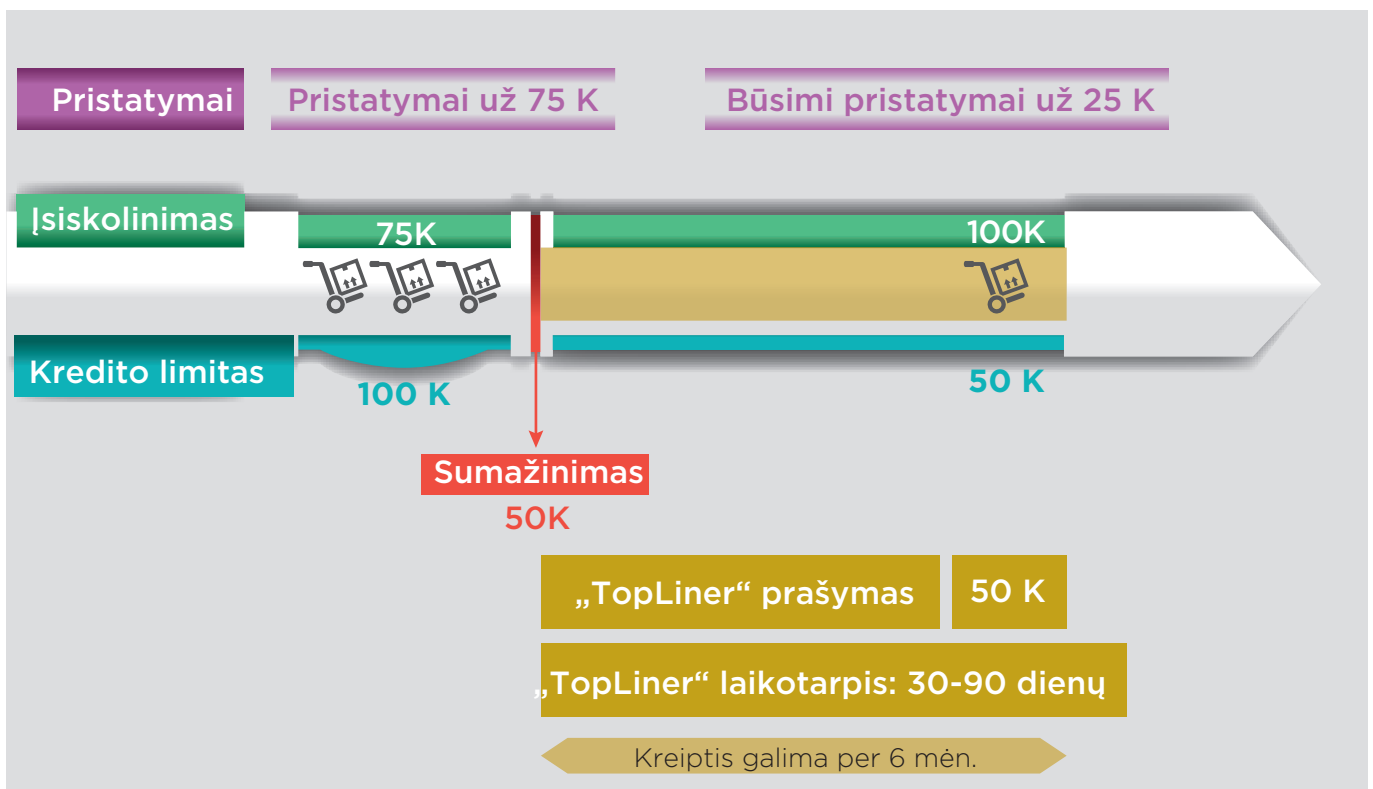 Pristatymai
Pristatymai už 75 K
Būsimi pristatymai už 25 K
Įsiskolinimas
75K
100K
Kredito limitas
100 K
50 K
Sumažinimas
50K
„TopLiner“ prašymas
50 K
„TopLiner“ laikotarpis: 30-90 dienų
Kreiptis galima per 6 mėn.